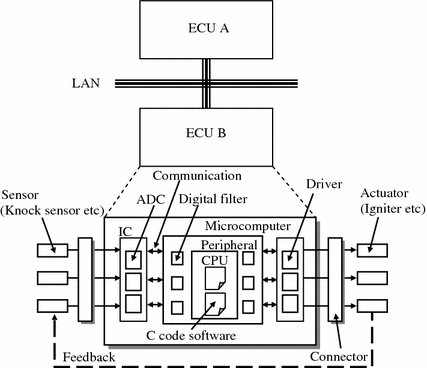 ECU A
LAN
ECU B
Communication
Sensor
(Knock sensor etc)
ADC
Digital filter
Driver
Actuator
(Igniter etc)
IC
Microcomputer
Peripheral
CPU
C code software
Feedback
Connector